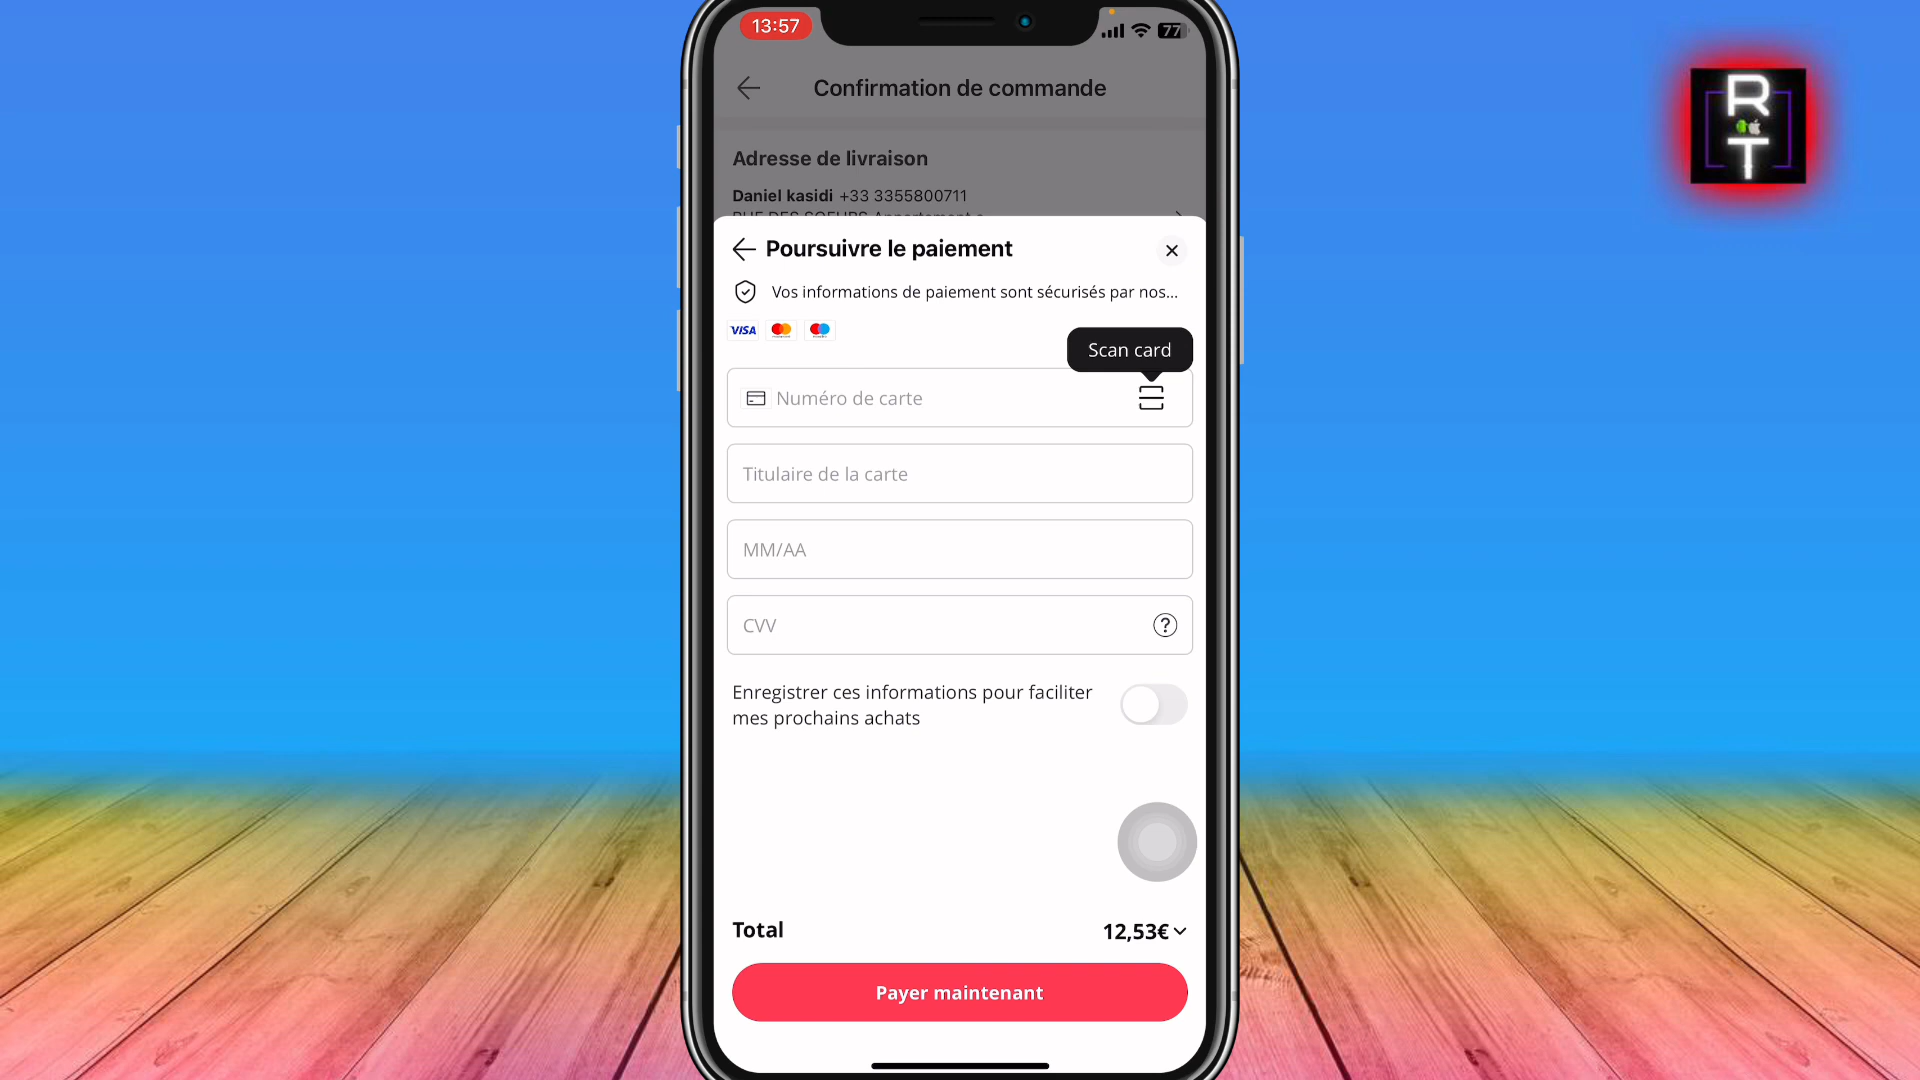 13:57
77
Confirmation de commande
Adresse de livraison
Daniel kasidi +33 3355800711
RUE DES SOEURS Appartement
Poursuivre le paiement
Vos informations de paiement sont sécurisés par nos...
VISA
Scan card
Numéro de carte
Titulaire de la carte
MM/AA
CVV
?
Enregistrer ces informations pour faciliter
mes prochains achats
Total 12,53€
Payer maintenant
R
T